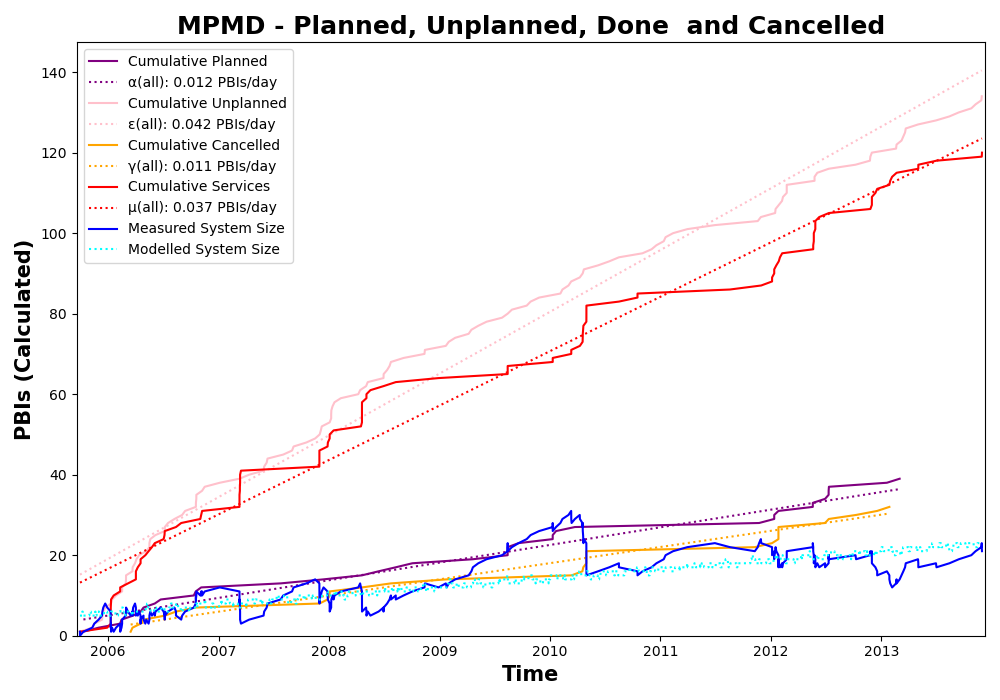 MPMD - Planned, Unplanned, Done  and Cancelled
Cumulative Planned
α(all): 0.012 PBIs/day
Cumulative Unplanned
ε(all): 0.042 PBIs/day
Cumulative Cancelled
γ(all): 0.011 PBIs/day
Cumulative Services
μ(all): 0.037 PBIs/day
Measured System Size
Modelled System Size
PBIs (Calculated)
140
120
100
80
60
40
20
0
2006 2007 2008 2009 2010 2011 2012 2013
Time